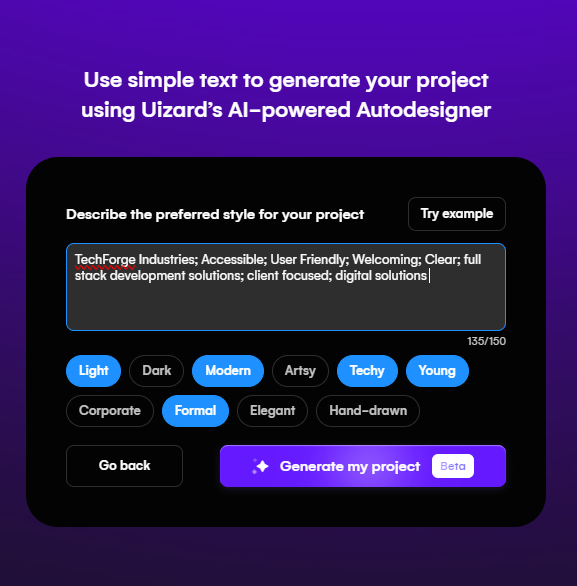 Use simple text to generate your project
using Uizard's AI-powered Autodesigner
Describe the preferred style for your project
Try example
TechForge Industries; Accessible; User Friendly; Welcoming; Clear; full
stack development solutions; client focused; digital solutions
135/150
Light Dark Modern Artsy Techy Young
Corporate Formal Elegant Hand-drawn
Go back
Generate my project Beta